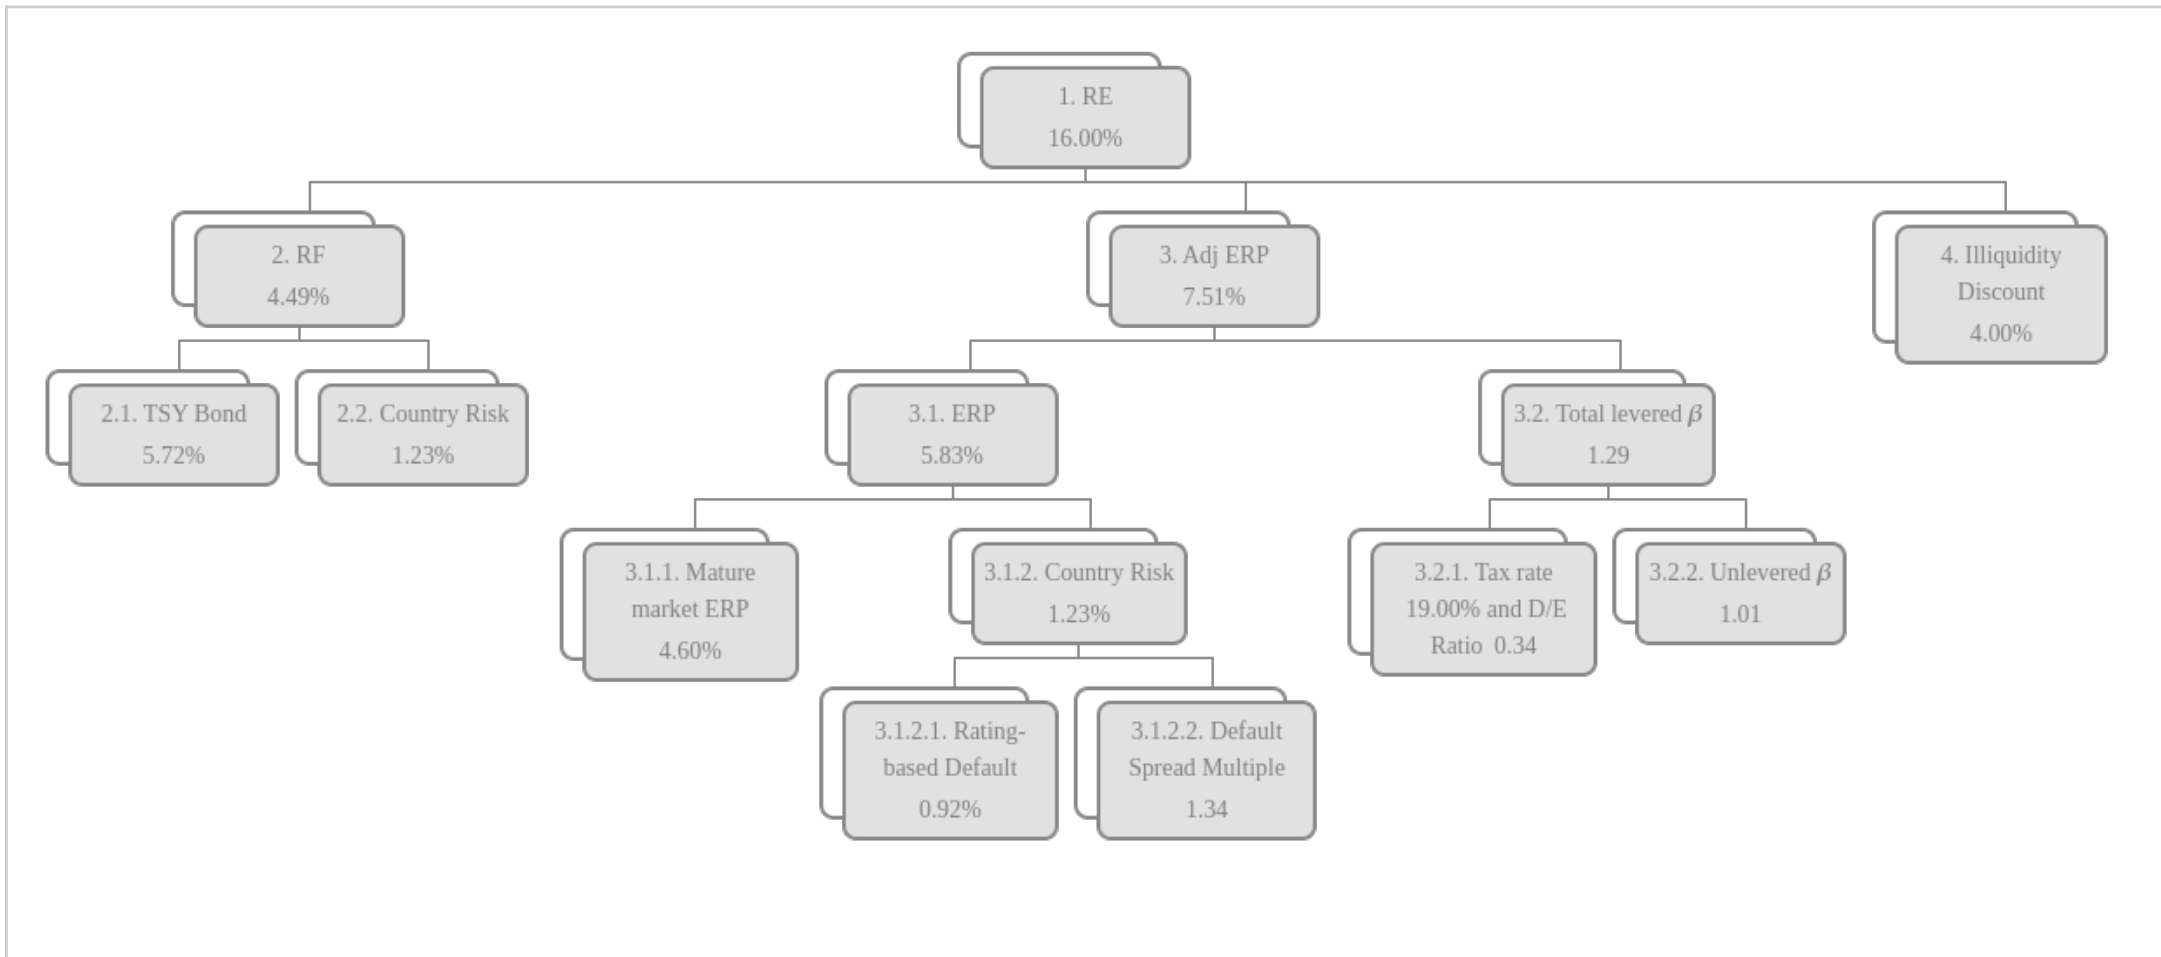 1. RE
16.00%
2. RF
4.49%
3. Adj ERP
7.51%
4. Illiquidity
Discount
4.00%
2.1. TSY Bond
5.72%
2.2. Country Risk
1.23%
3.1. ERP
5.83%
3.2. Total levered β
1.29
3.1.1. Mature
market ERP
4.60%
3.1.2. Country Risk
1.23%
3.2.1. Tax rate
19.00% and D/E
Ratio 0.34
3.2.2. Unlevered β
1.01
3.1.2.1. Rating-
based Default
0.92%
3.1.2.2. Default
Spread Multiple
1.34